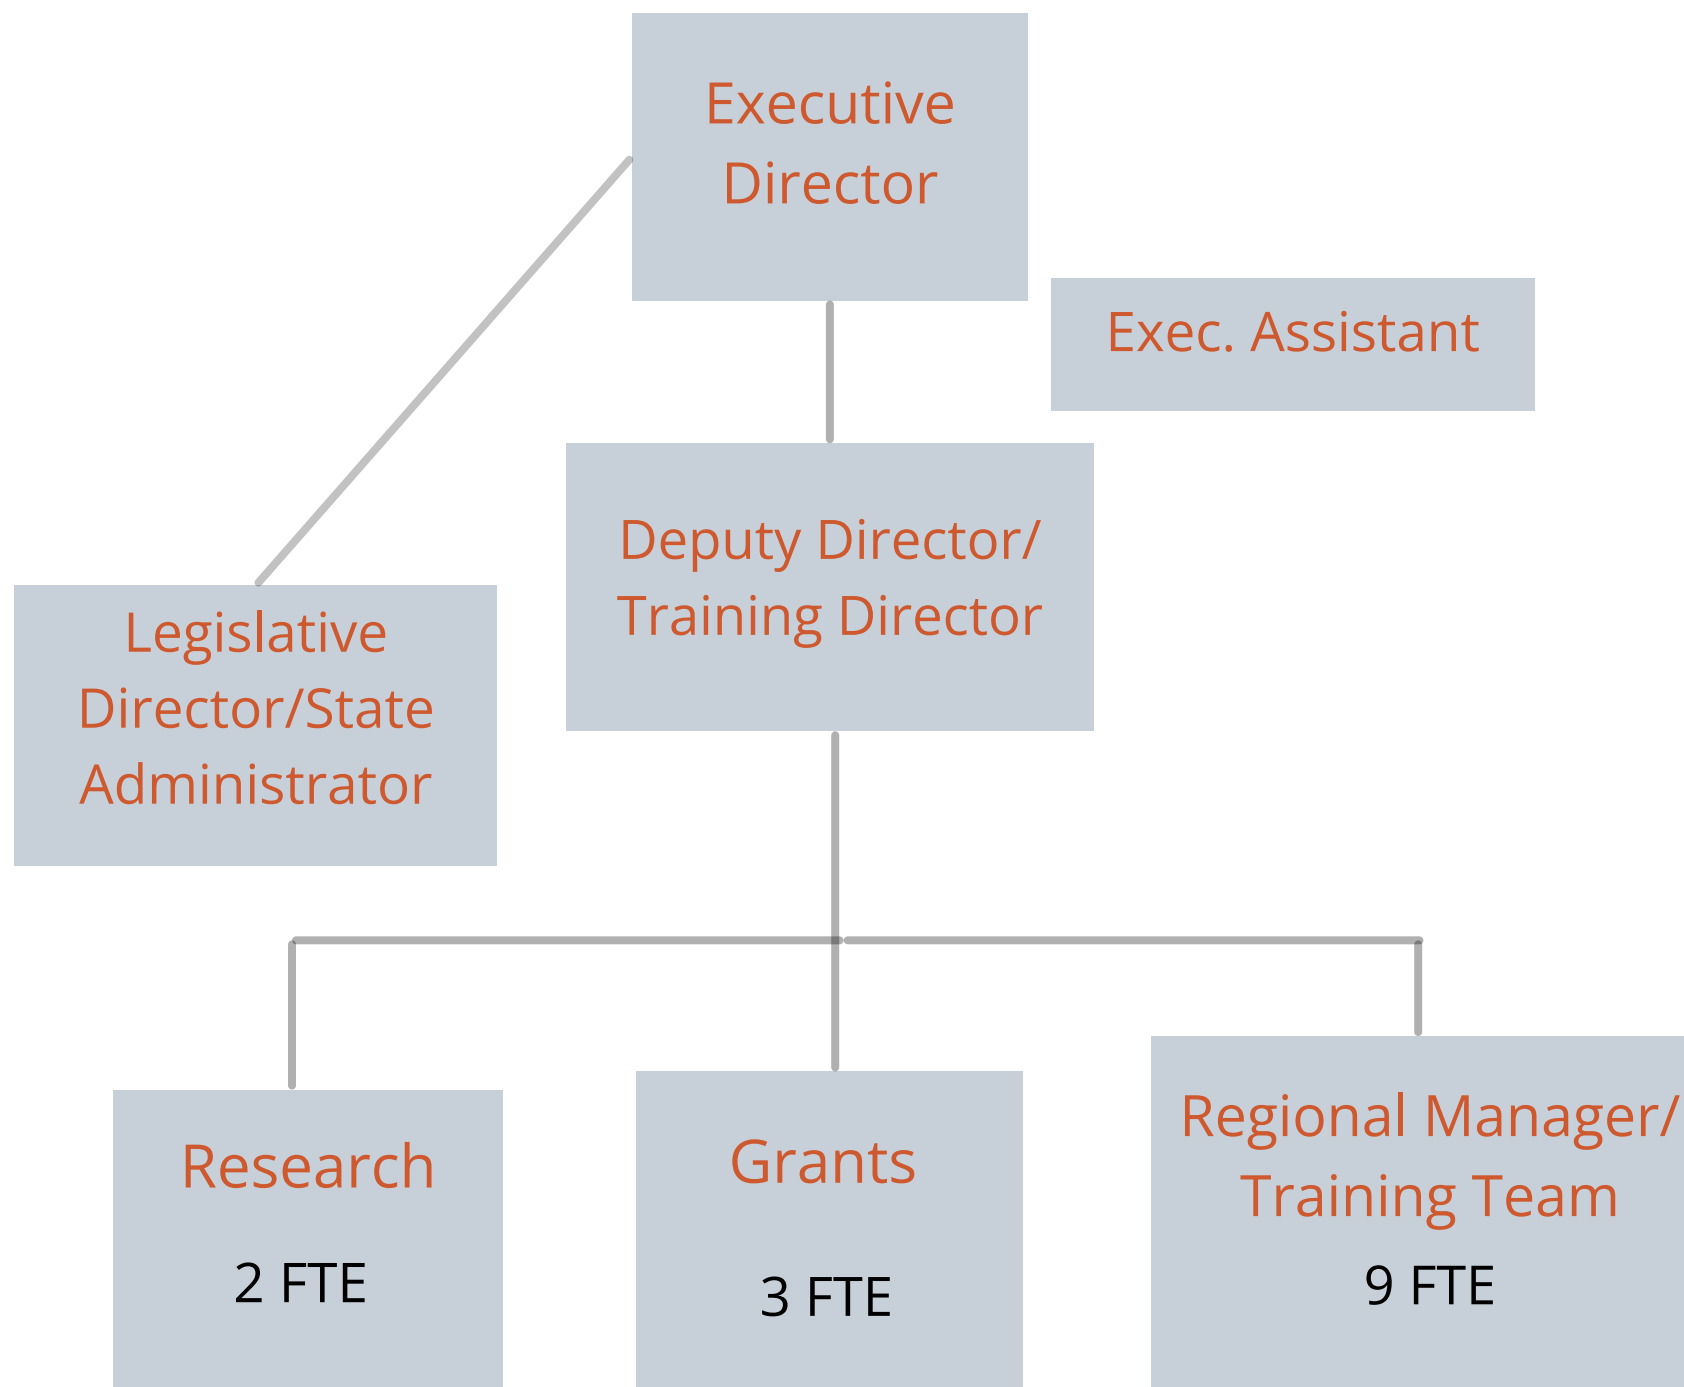 Executive
Director
Exec. Assistant
Deputy Director/
Training Director
Legislative
Director/State
Administrator
Research
2 FTE
Grants
3 FTE
Regional Manager/
Training Team
9 FTE